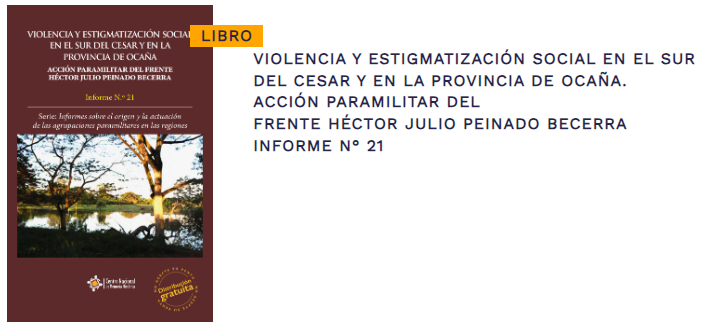 VIOLENCIA Y ESTIGMATIZACIÓN SOCIAL
EN EL SUR DEL CESAR Y EN LA
PROVINCIA DE OCAÑA
ACCIÓN PARAMILITAR DEL FRENTE
HÉCTOR JULIO PEINADO BECERRA
Informe N.º 21
Serie: Informes sobre el origen y la actuación
de las agrupaciones paramilitares en las regiones
Centro Nacional
de Memoria Histórica
Distribución
gratuita
LIBRO
VIOLENCIA Y ESTIGMATIZACIÓN SOCIAL EN EL SUR
DEL CESAR Y EN LA PROVINCIA DE OCAÑA.
ACCIÓN PARAMILITAR DEL
FRENTE HÉCTOR JULIO PEINADO BECERRA
INFORME N° 21